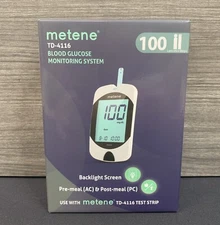 metene®
TD-4116
BLOOD GLUCOSE
MONITORING SYSTEM
100
metene
100
Backlight Screen
Pre-meal (AC) & Post-meal (PC)
USE WITH metene® TD-4116 TEST STRIP